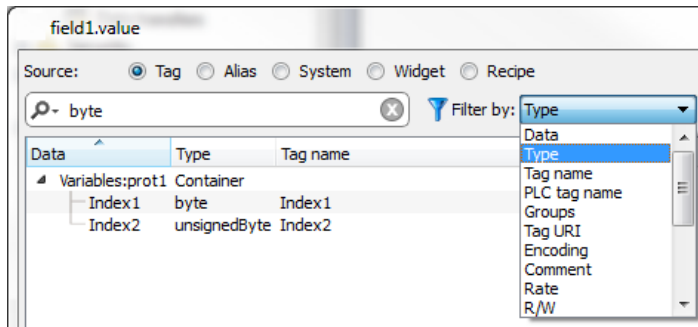 field1.value
Source: Tag Alias System Widget Recipe
byte Filter by: Type
Data Type Tag name
Variables:prot1 Container
Index1 byte Index1
Index2 unsignedByte Index2
Data
Type
Tag name
PLC tag name
Groups
Tag URI
Encoding
Comment
Rate
R/W